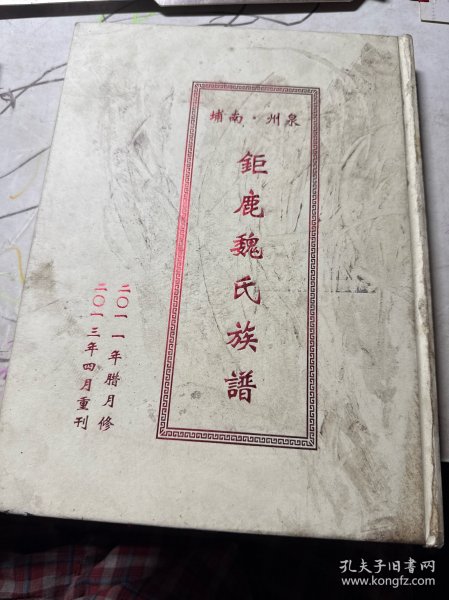 泉州·南埔
鉅鹿魏氏族譜
二〇一一年腊月修
二〇一三年四月重刊
孔夫子旧书网
www.kongfz.com